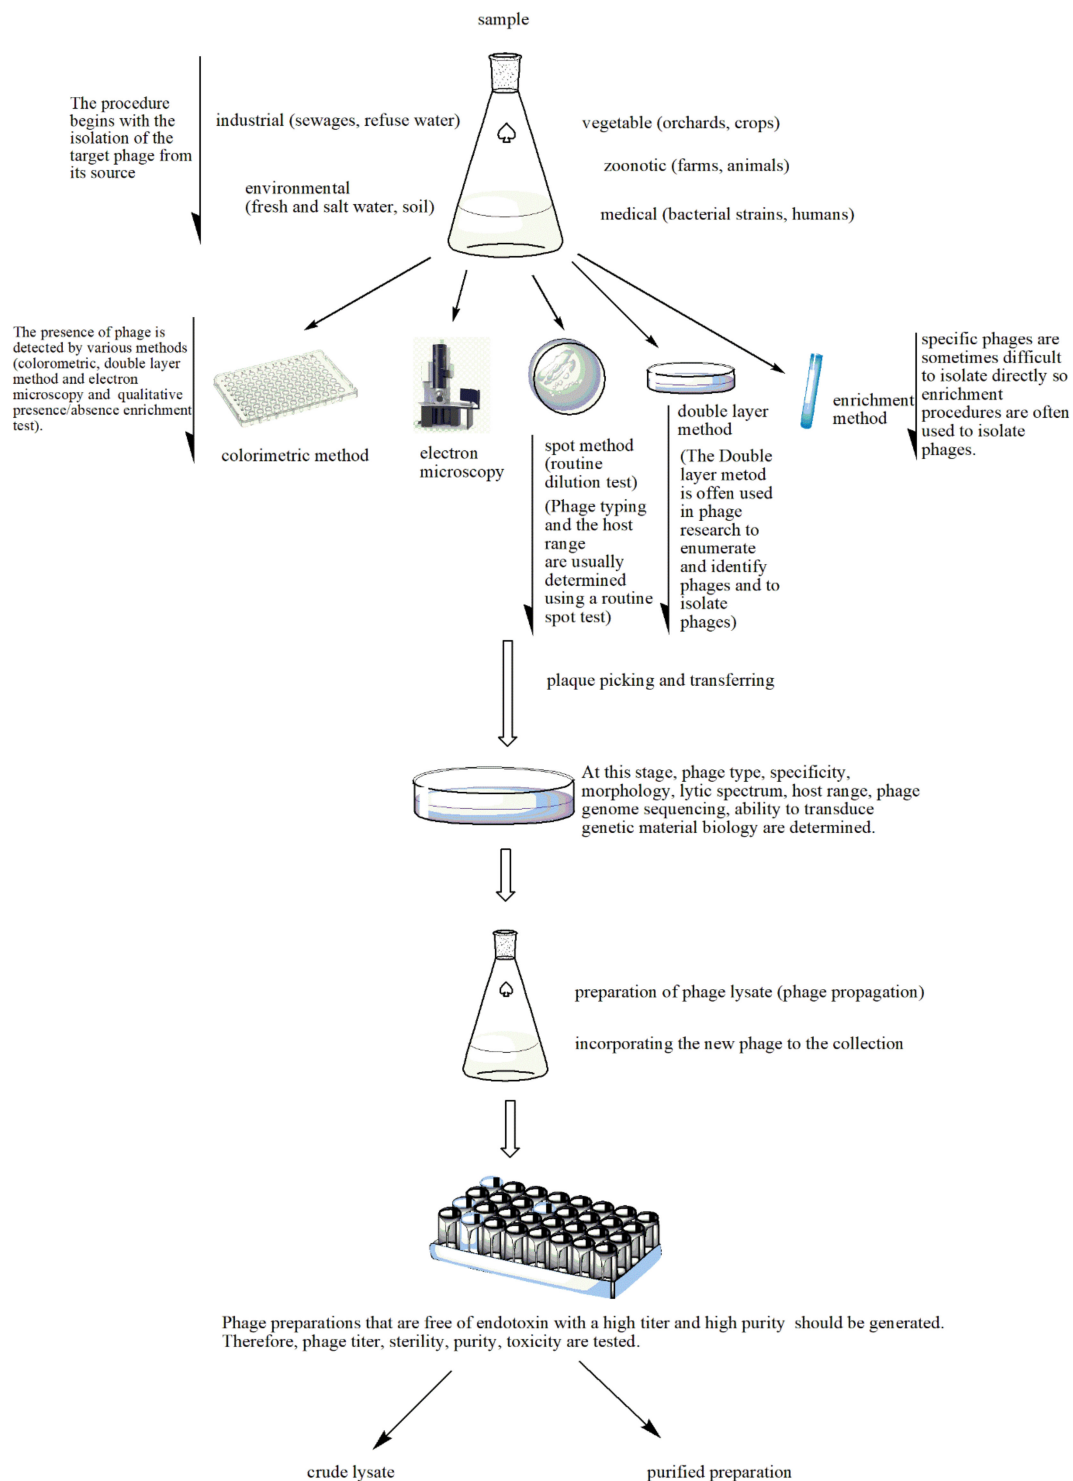 sample
The procedure
begins with the
isolation of the
target phage from
its source
industrial (sewages, refuse water)
environmental
(fresh and salt water, soil)
vegetable (orchards, crops)
zoonotic (farms, animals)
medical (bacterial strains, humans)
The presence of phage is
detected by various methods
(colorometric, double layer
method and electron
microscopy and qualitative
presence/absence enrichment
test).
colorimetric method
electron
microscopy
spot method
(routine
dilution test)
(Phage typing
and the host
range
are usually
determined
using a routine
spot test)
double layer
method
(The Double
layer metod
is offen used
in phage
research to
enumerate
and identify
phages and to
isolate
phages)
enrichment
method
specific phages are
sometimes difficult
to isolate directly so
enrichment
procedures are often
used to isolate
phages.
plaque picking and transferring
At this stage, phage type, specificity,
morphology, lytic spectrum, host range, phage
genome sequencing, ability to transduce
genetic material biology are determined.
preparation of phage lysate (phage propagation)
incorporating the new phage to the collection
Phage preparations that are free of endotoxin with a high titer and high purity should be generated.
Therefore, phage titer, sterility, purity, toxicity are tested.
crude lysate
purified preparation